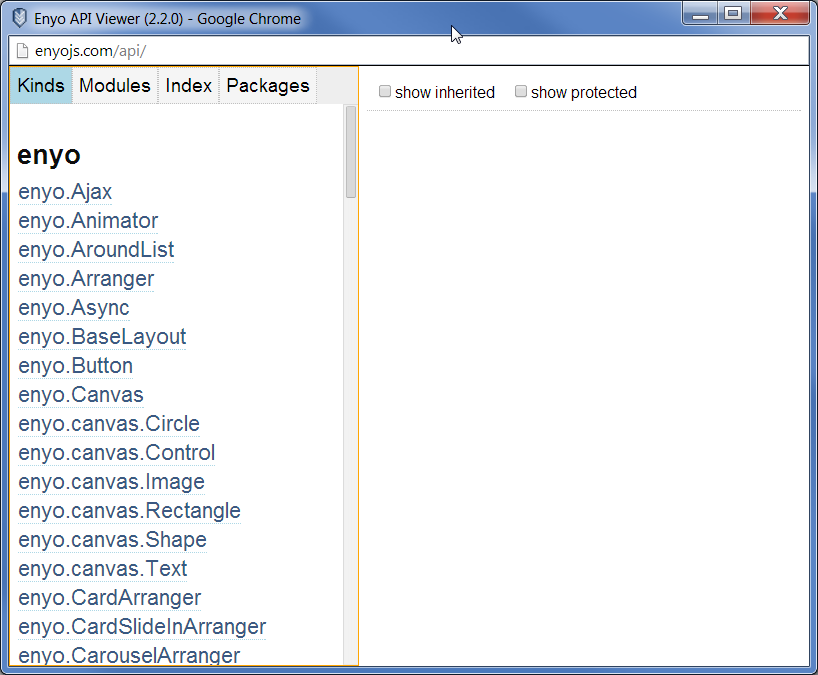 Enyo API Viewer (2.2.0) - Google Chrome
enyojs.com/api/
Kinds Modules Index Packages
show inherited show protected
enyo
enyo.Ajax
enyo.Animator
enyo.AroundList
enyo.Arranger
enyo.Async
enyo.BaseLayout
enyo.Button
enyo.Canvas
enyo.canvas.Circle
enyo.canvas.Control
enyo.canvas.Image
enyo.canvas.Rectangle
enyo.canvas.Shape
enyo.canvas.Text
enyo.CardArranger
enyo.CardSlideInArranger
enyo.CarouselArranger